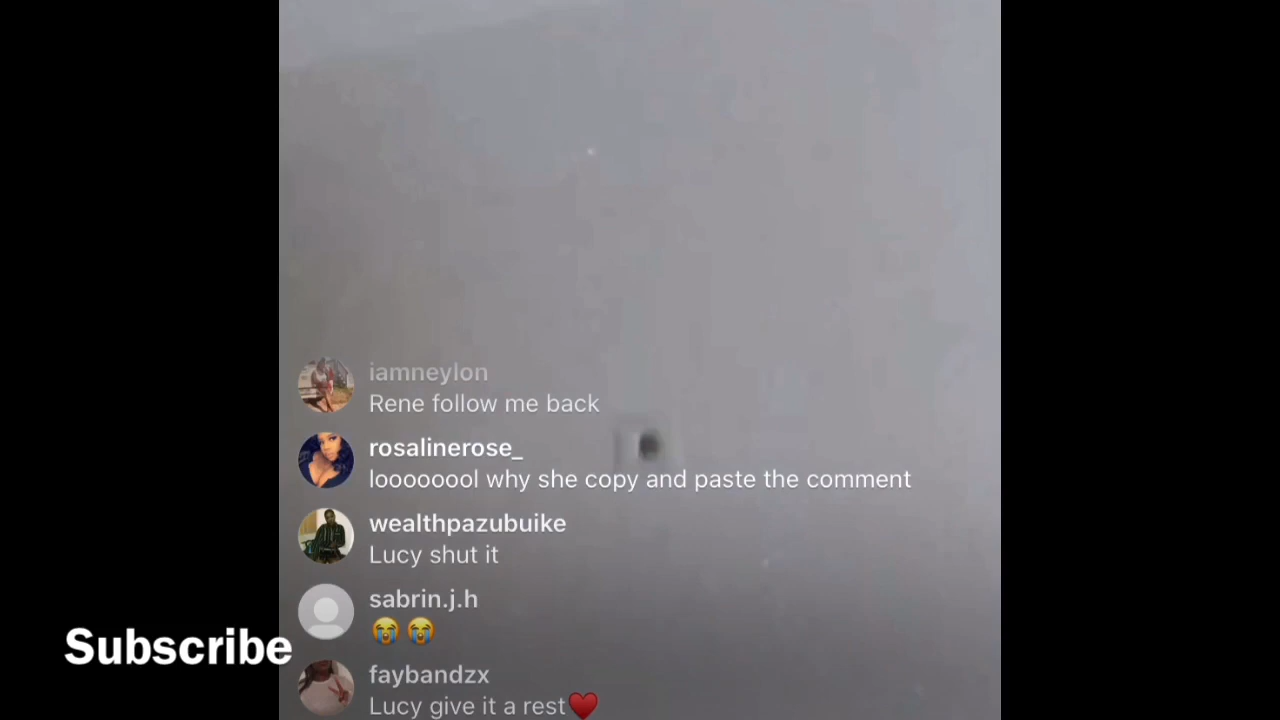 iamneylon
Rene follow me back
rosalinerose_
loooooool why she copy and paste the comment
wealthpazubuike
Lucy shut it
sabrin.j.h
😭😭
Subscribe
faybandzx
Lucy give it a rest♥️